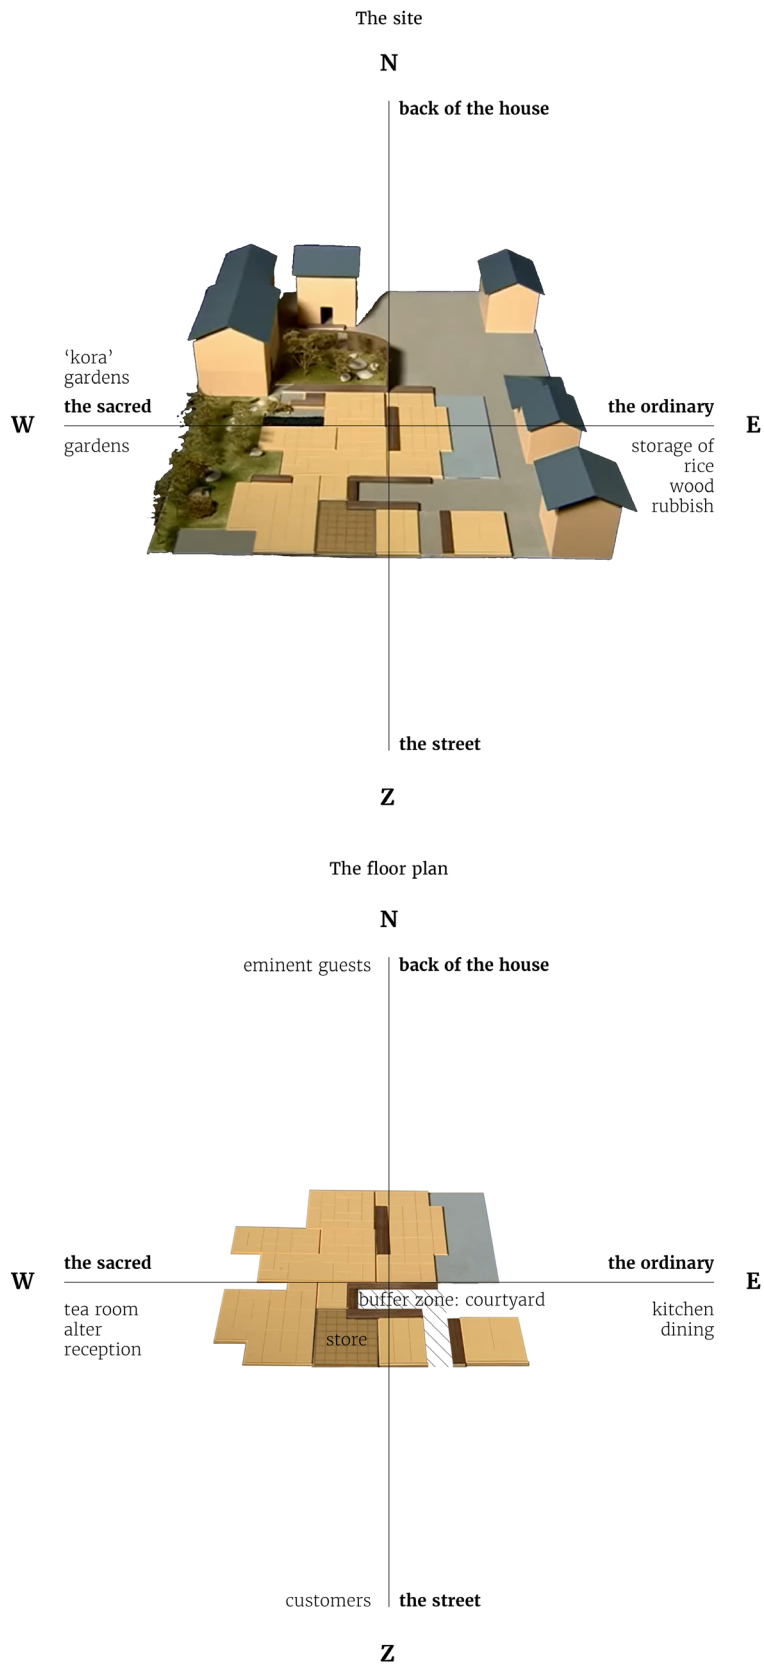 The site
N
back of the house
‘kora’
gardens
the sacred
the ordinary
W
E
gardens
storage of
rice
wood
rubbish
the street
Z
The floor plan
N
eminent guests
back of the house
the sacred
the ordinary
W
E
buffer zone: courtyard
tea room
alter
reception
kitchen
dining
store
customers
the street
Z